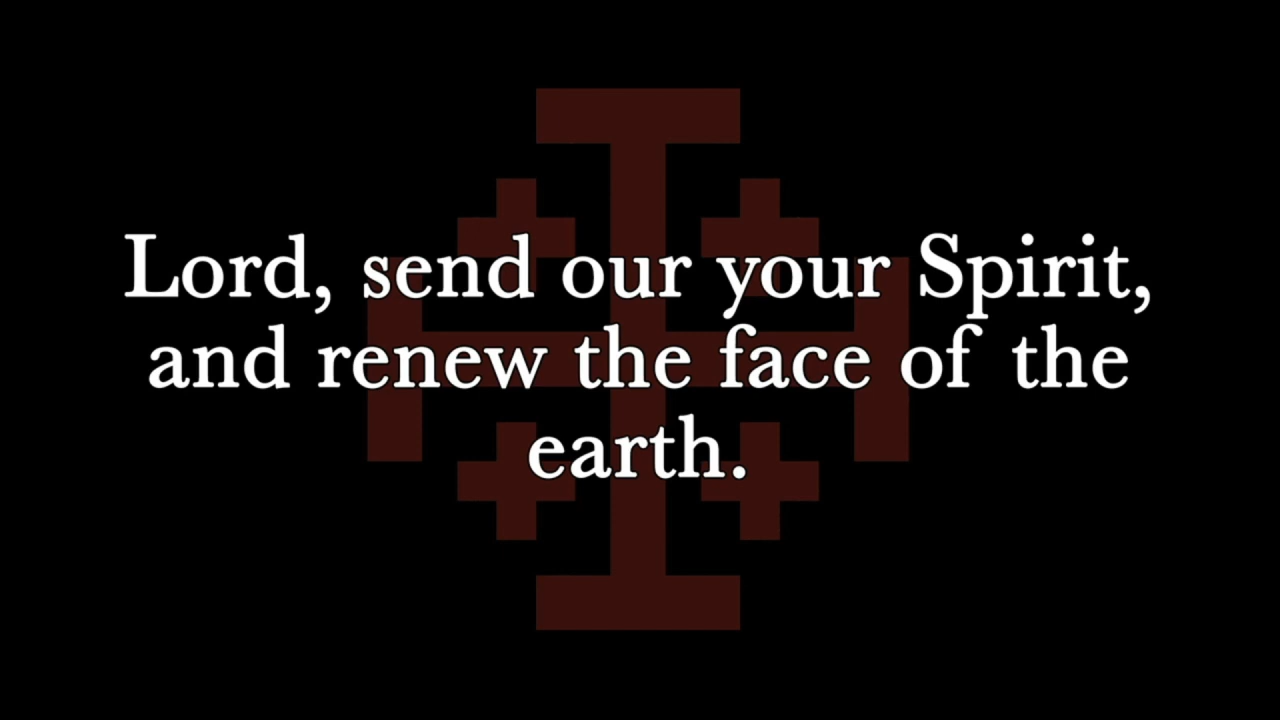 Lord, send our your Spirit,
and renew the face of the
earth.